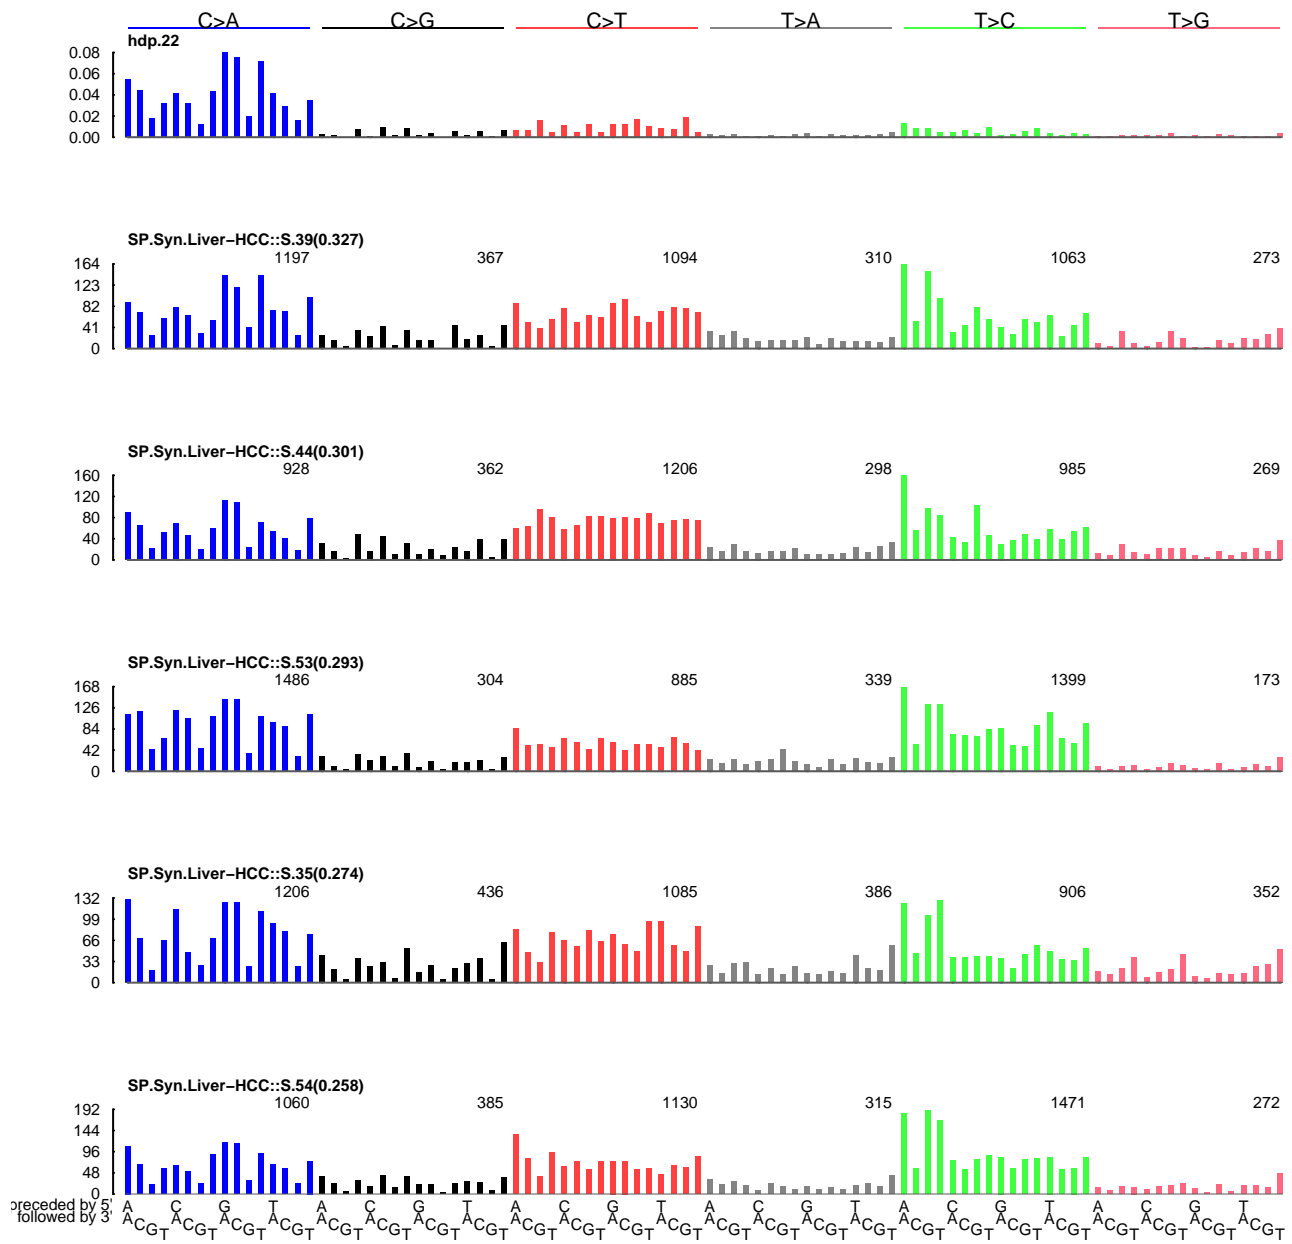 C>A C>G C>T T>A T>C T>G
hdp.22
0.08
0.06
0.04
0.02
0.00
SP.Syn.Liver−HCC::S.39(0.327)
1197 367 1094 310 1063 273
164
123
82
41
0
SP.Syn.Liver−HCC::S.44(0.301)
928 362 1206 298 985 269
160
120
80
40
0
SP.Syn.Liver−HCC::S.53(0.293)
1486 304 885 339 1399 173
168
126
84
42
0
SP.Syn.Liver−HCC::S.35(0.274)
1206 436 1085 386 906 352
132
99
66
33
0
SP.Syn.Liver−HCC::S.54(0.258)
1060 385 1130 315 1471 272
192
144
96
48
0
preceded by 5' A C G T A C G T A C G T A C G T A C G T A C G T
followed by 3' A C G T A C G T A C G T A C G T A C G T A C G T A C G T A C G T A C G T A C G T A C G T A C G T A C G T A C G T A C G T A C G T A C G T A C G T A C G T A C G T A C G T A C G T A C G T A C G T